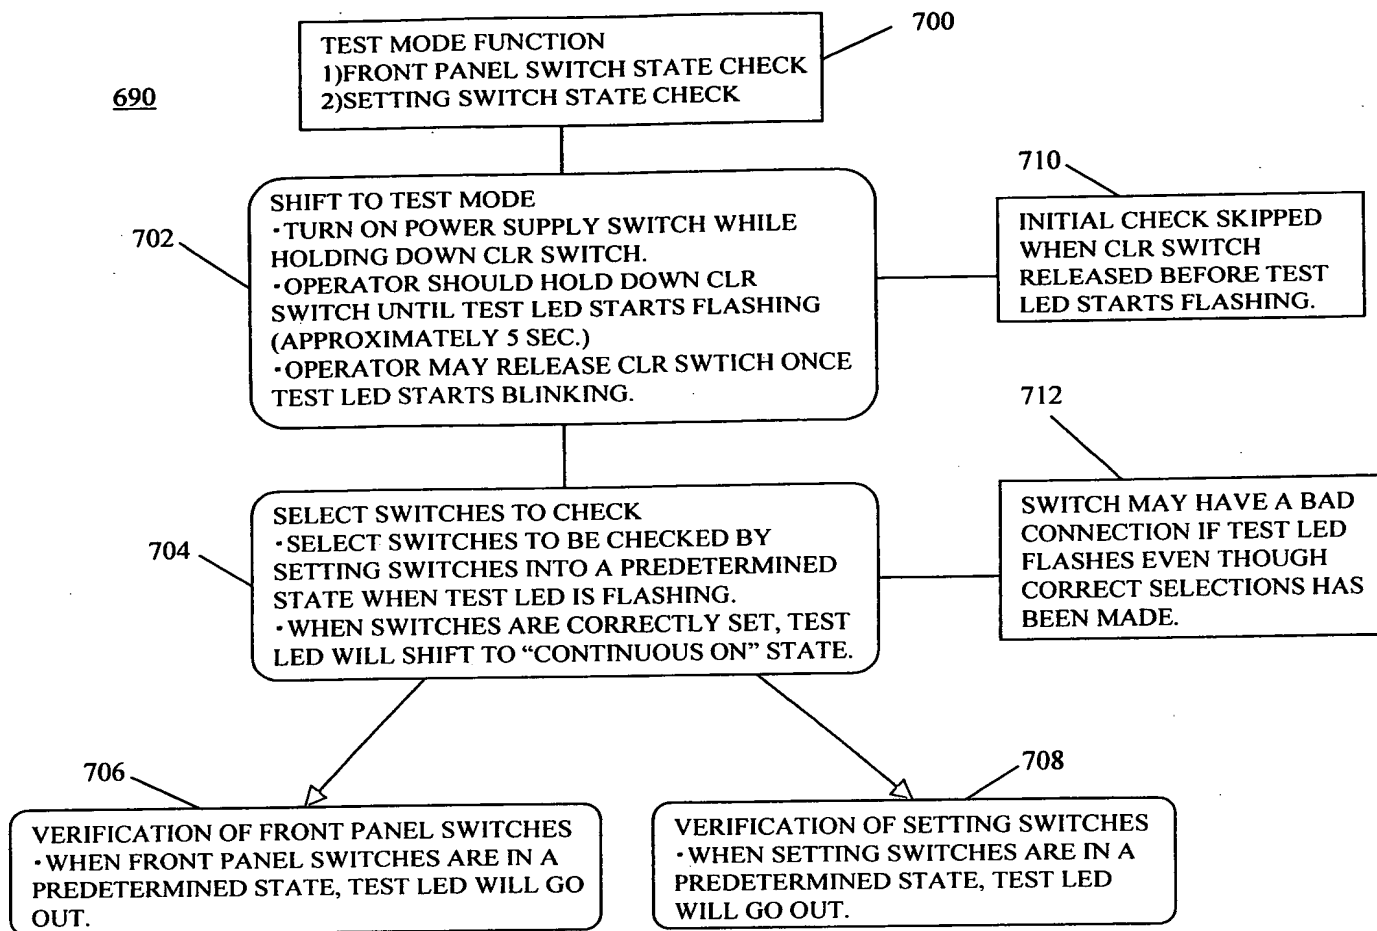 700
TEST MODE FUNCTION
1)FRONT PANEL SWITCH STATE CHECK
2)SETTING SWITCH STATE CHECK
690
710
SHIFT TO TEST MODE
·TURN ON POWER SUPPLY SWITCH WHILE
HOLDING DOWN CLR SWITCH.
·OPERATOR SHOULD HOLD DOWN CLR
SWITCH UNTIL TEST LED STARTS FLASHING
(APPROXIMATELY 5 SEC.)
·OPERATOR MAY RELEASE CLR SWTICH ONCE
TEST LED STARTS BLINKING.
702
INITIAL CHECK SKIPPED
WHEN CLR SWITCH
RELEASED BEFORE TEST
LED STARTS FLASHING.
712
SELECT SWITCHES TO CHECK
·SELECT SWITCHES TO BE CHECKED BY
SETTING SWITCHES INTO A PREDETERMINED
STATE WHEN TEST LED IS FLASHING.
·WHEN SWITCHES ARE CORRECTLY SET, TEST
LED WILL SHIFT TO “CONTINUOUS ON” STATE.
704
SWITCH MAY HAVE A BAD
CONNECTION IF TEST LED
FLASHES EVEN THOUGH
CORRECT SELECTIONS HAS
BEEN MADE.
706
708
VERIFICATION OF FRONT PANEL SWITCHES
·WHEN FRONT PANEL SWITCHES ARE IN A
PREDETERMINED STATE, TEST LED WILL GO
OUT.
VERIFICATION OF SETTING SWITCHES
·WHEN SETTING SWITCHES ARE IN A
PREDETERMINED STATE, TEST LED
WILL GO OUT.